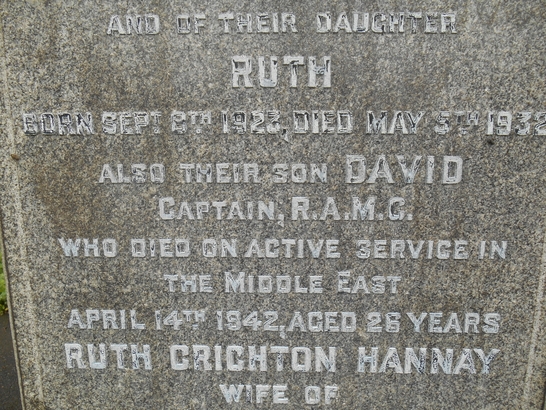 AND OF THEIR DAUGHTER
RUTH
BORN SEPT 6TH 1923, DIED MAY 5TH 1932
ALSO THEIR SON DAVID
CAPTAIN, R.A.M.C.
WHO DIED ON ACTIVE SERVICE IN
THE MIDDLE EAST
APRIL 14TH 1942, AGED 26 YEARS
RUTH CRICHTON HANNAY
WIFE OF